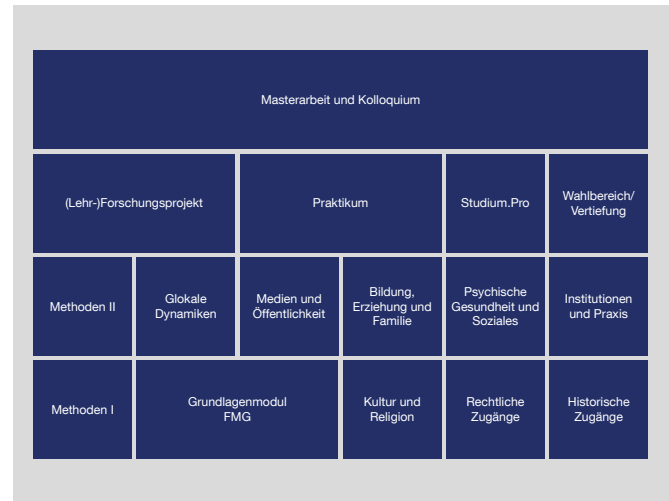 Masterarbeit und Kolloquium
(Lehr-)Forschungsprojekt
Praktikum
Studium.Pro
Wahlbereich/
Vertiefung
Methoden II
Glokale
Dynamiken
Medien und
Öffentlichkeit
Bildung,
Erziehung und
Familie
Psychische
Gesundheit und
Soziales
Institutionen
und Praxis
Methoden I
Grundlagenmodul
FMG
Kultur und
Religion
Rechtliche
Zugänge
Historische
Zugänge